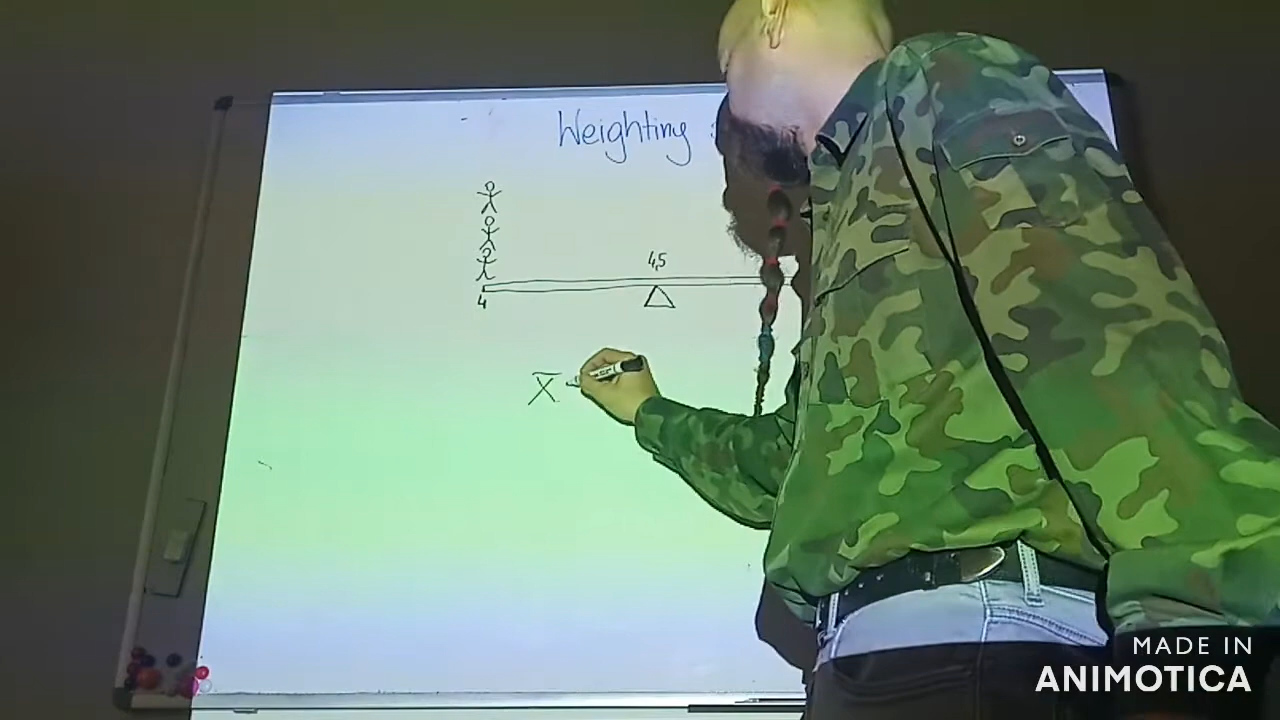 Weighting :
4,5
4
X̄
MADE IN
ANIMOTICA